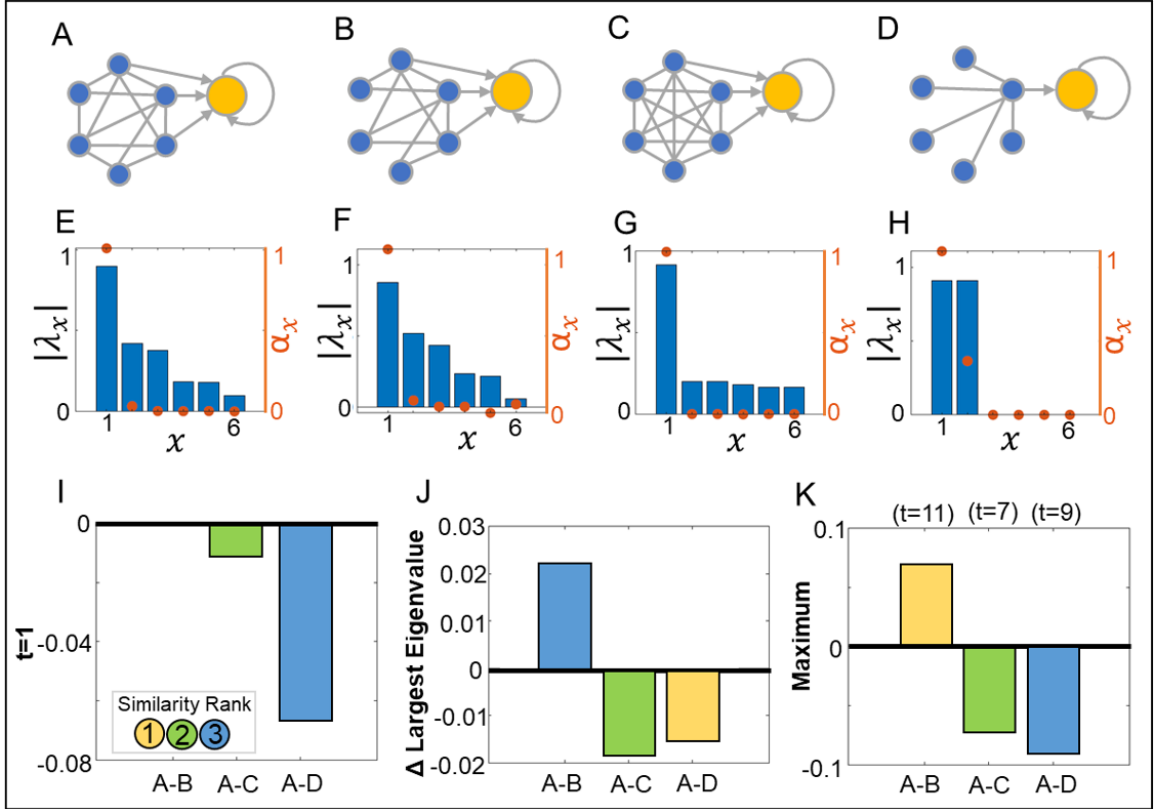 A B C D
E F G H
1 1 1 1 1 1 1 1
|λx| αx |λx| αx |λx| αx |λx| αx
0 0 0 0 0 0 0 0
1 6 1 6 1 6 1 6
x x x x
I J K
(t=11) (t=7) (t=9)
t=1
0
-0.04
-0.08
Similarity Rank
1 2 3
A-B A-C A-D
Δ Largest Eigenvalue
0.03
0.02
0.01
0
-0.01
-0.02
A-B A-C A-D
Maximum
0.1
0
-0.1
A-B A-C A-D